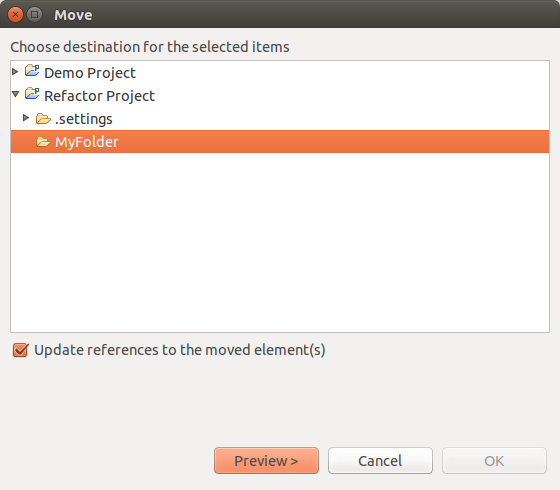 Move
Choose destination for the selected items
Demo Project
Refactor Project
.settings
MyFolder
Update references to the moved element(s)
Preview >
Cancel
OK